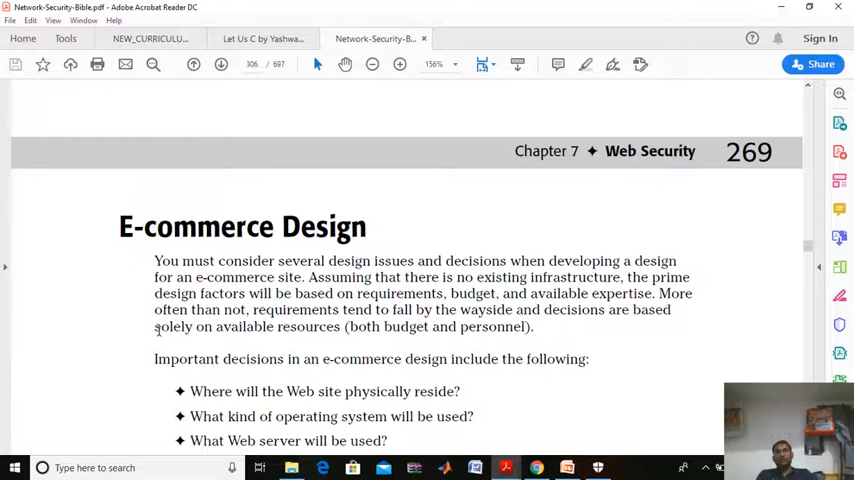 Network-Security-Bible.pdf - Adobe Acrobat Reader DC
File Edit View Window Help
Home Tools NEW_CURRICULU... Let Us C by Yashwa... Network-Security-B... × Sign In
306 / 697 156% Share
Chapter 7 ✦ Web Security 269
E-commerce Design
You must consider several design issues and decisions when developing a design
for an e-commerce site. Assuming that there is no existing infrastructure, the prime
design factors will be based on requirements, budget, and available expertise. More
often than not, requirements tend to fall by the wayside and decisions are based
solely on available resources (both budget and personnel).
Important decisions in an e-commerce design include the following:
✦ Where will the Web site physically reside?
✦ What kind of operating system will be used?
✦ What Web server will be used?
Type here to search